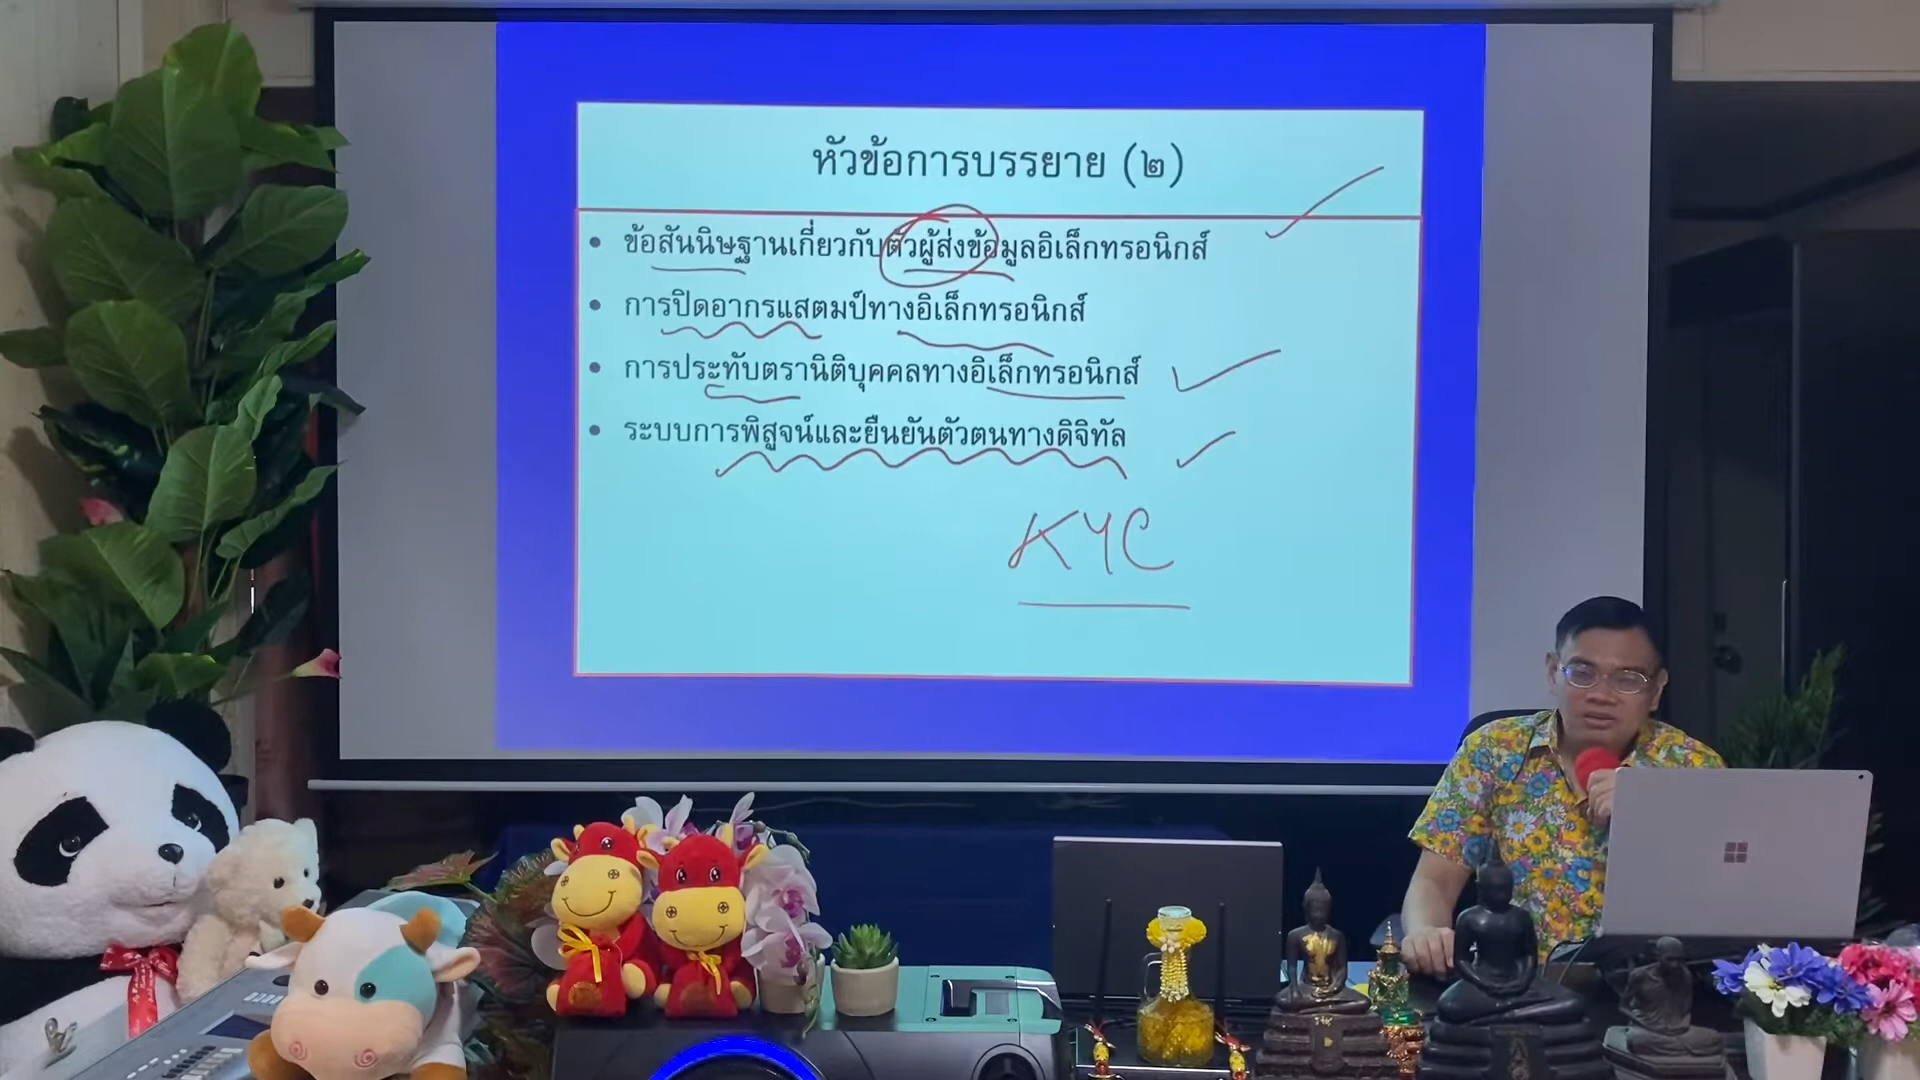 หัวข้อการบรรยาย (๒)
• ข้อสันนิษฐานเกี่ยวกับตัวผู้ส่งข้อมูลอิเล็กทรอนิกส์
• การปิดอากรแสตมป์ทางอิเล็กทรอนิกส์
• การประทับตรานิติบุคคลทางอิเล็กทรอนิกส์
• ระบบการพิสูจน์และยืนยันตัวตนทางดิจิทัล
KYC